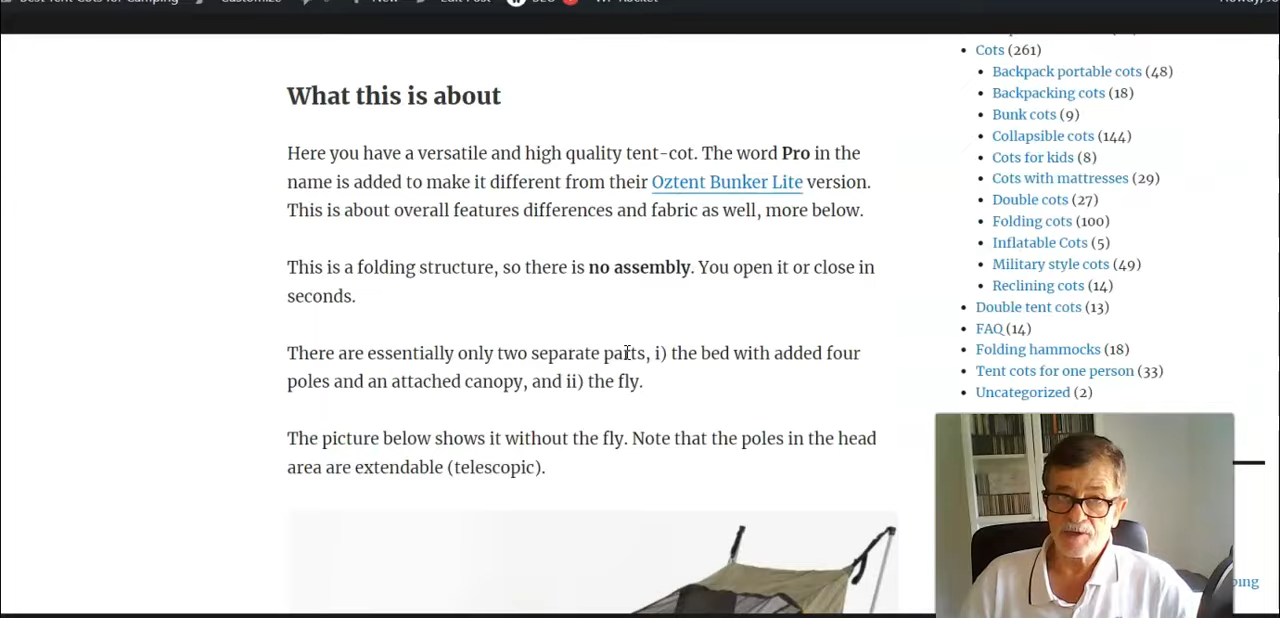 Best Tent Cots for Camping
Customize
New
Edit Post
SEO
WP Rocket
Howdy,
What this is about
Here you have a versatile and high quality tent-cot. The word Pro in the
name is added to make it different from their Oztent Bunker Lite version.
This is about overall features differences and fabric as well, more below.
This is a folding structure, so there is no assembly. You open it or close in
seconds.
There are essentially only two separate parts, i) the bed with added four
poles and an attached canopy, and ii) the fly.
The picture below shows it without the fly. Note that the poles in the head
area are extendable (telescopic).
Cots (261)
Backpack portable cots (48)
Backpacking cots (18)
Bunk cots (9)
Collapsible cots (144)
Cots for kids (8)
Cots with mattresses (29)
Double cots (27)
Folding cots (100)
Inflatable Cots (5)
Military style cots (49)
Reclining cots (14)
Double tent cots (13)
FAQ (14)
Folding hammocks (18)
Tent cots for one person (33)
Uncategorized (2)